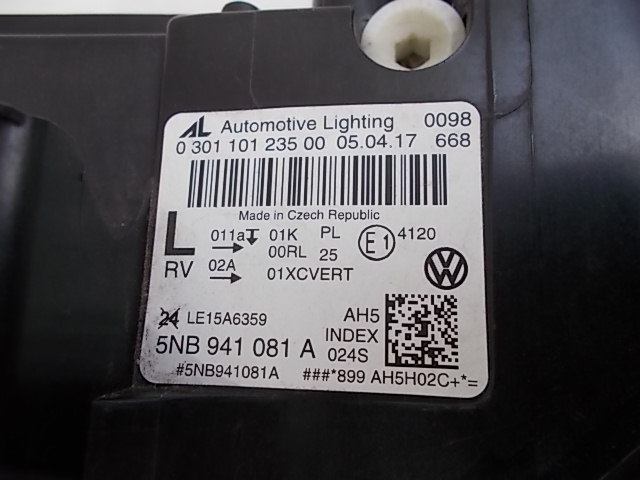 AL Automotive Lighting 0098
0 301 101 235 00 05.04.17 668
Made in Czech Republic
L 011a 01K PL E1 4120
00RL 25
RV 02A 01XCVERT
24 LE15A6359 AH5
INDEX
5NB 941 081 A 024S
#5NB941081A ###*899 AH5H02C+*=